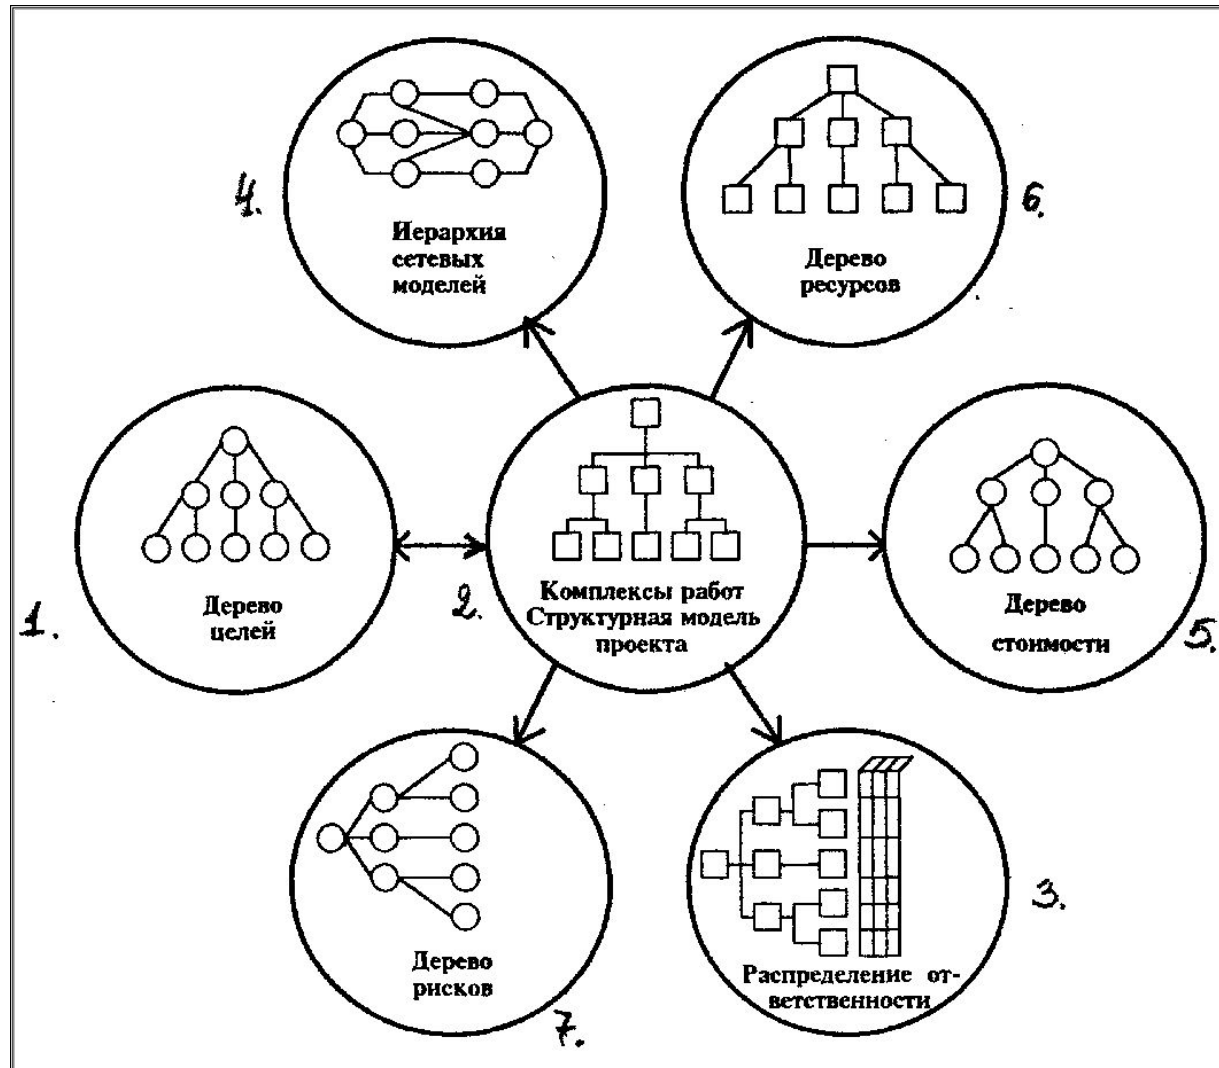 4.
Иерархия
сетевых
моделей
6.
Дерево
ресурсов
1.
Дерево
целей
2.
Комплексы работ
Структурная модель
проекта
Дерево
стоимости
5.
Дерево
рисков
7.
Распределение от-
ветственности
3.